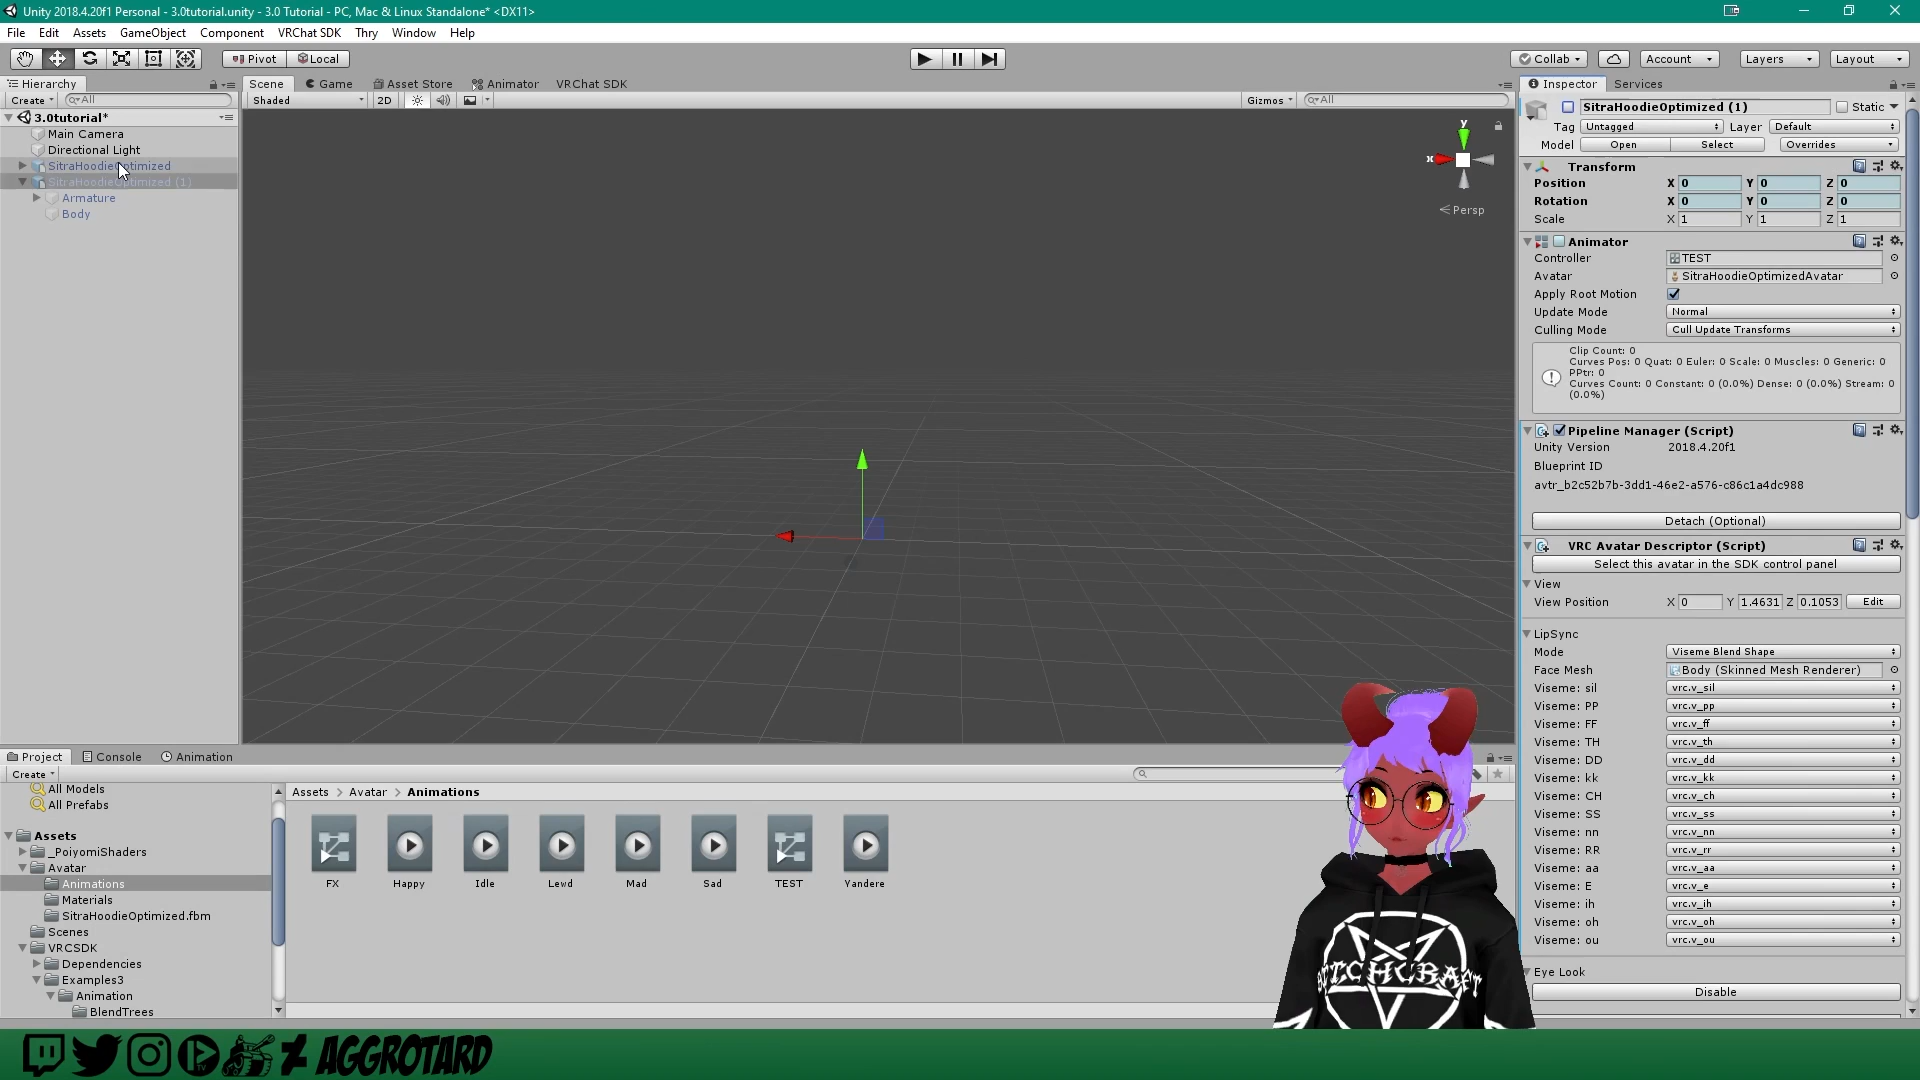 Unity 2018.4.20f1 Personal - 3.0tutorial.unity - 3.0 Tutorial - PC, Mac & Linux Standalone* <DX11>
File Edit Assets GameObject Component VRChat SDK Thry Window Help
Pivot Local Collab Account Layers Layout
Hierarchy Scene Game Asset Store Animator VRChat SDK Inspector Services
Create All Shaded 2D Gizmos All
3.0tutorial*
Main Camera
Directional Light
SitraHoodieOptimized
SitraHoodieOptimized (1)
Armature
Body
y
x
Persp
SitraHoodieOptimized (1) Static
Tag Untagged Layer Default
Model Open Select Overrides
Transform
Position X 0 Y 0 Z 0
Rotation X 0 Y 0 Z 0
Scale X 1 Y 1 Z 1
Animator
Controller TEST
Avatar SitraHoodieOptimizedAvatar
Apply Root Motion
Update Mode Normal
Culling Mode Cull Update Transforms
Clip Count: 0
Curves Pos: 0 Quat: 0 Euler: 0 Scale: 0 Muscles: 0 Generic: 0
PPtr: 0
Curves Count: 0 Constant: 0 (0.0%) Dense: 0 (0.0%) Stream: 0
(0.0%)
Pipeline Manager (Script)
Unity Version 2018.4.20f1
Blueprint ID
avtr_b2c52b7b-3dd1-46e2-a576-c86c1a4dc988
Detach (Optional)
VRC Avatar Descriptor (Script)
Select this avatar in the SDK control panel
View
View Position X 0 Y 1.4631 Z 0.1053 Edit
LipSync
Mode Viseme Blend Shape
Face Mesh Body (Skinned Mesh Renderer)
Viseme: sil vrc.v_sil
Viseme: PP vrc.v_pp
Viseme: FF vrc.v_ff
Viseme: TH vrc.v_th
Viseme: DD vrc.v_dd
Viseme: kk vrc.v_kk
Viseme: CH vrc.v_ch
Viseme: SS vrc.v_ss
Viseme: nn vrc.v_nn
Viseme: RR vrc.v_rr
Viseme: aa vrc.v_aa
Viseme: E vrc.v_e
Viseme: ih vrc.v_ih
Viseme: oh vrc.v_oh
Viseme: ou vrc.v_ou
Eye Look
Disable
Project Console Animation
Create
All Models
All Prefabs
Assets
_PoiyomiShaders
Avatar
Animations
Materials
SitraHoodieOptimized.fbm
Scenes
VRCSDK
Dependencies
Examples3
Animation
BlendTrees
Assets > Avatar > Animations
FX Happy Idle Lewd Mad Sad TEST Yandere
AGGROTARD